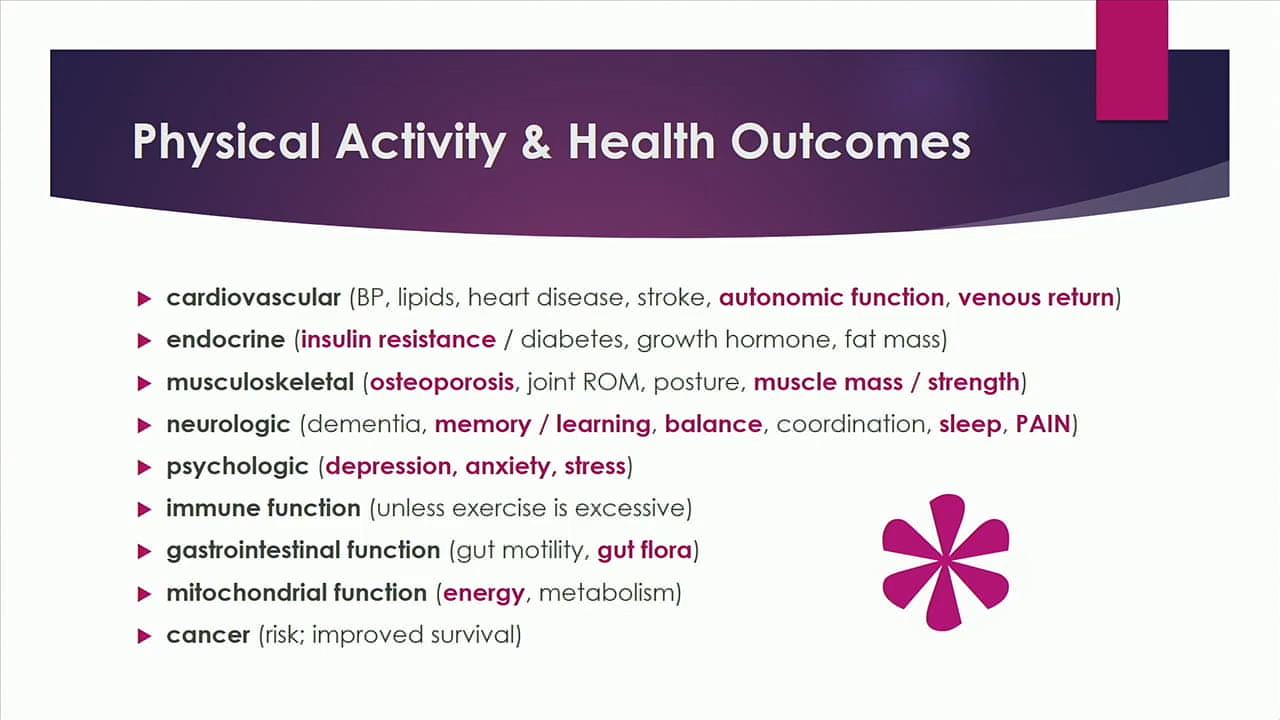 Physical Activity & Health Outcomes
cardiovascular (BP, lipids, heart disease, stroke, autonomic function, venous return)
endocrine (insulin resistance / diabetes, growth hormone, fat mass)
musculoskeletal (osteoporosis, joint ROM, posture, muscle mass / strength)
neurologic (dementia, memory / learning, balance, coordination, sleep, PAIN)
psychologic (depression, anxiety, stress)
immune function (unless exercise is excessive)
gastrointestinal function (gut motility, gut flora)
mitochondrial function (energy, metabolism)
cancer (risk; improved survival)